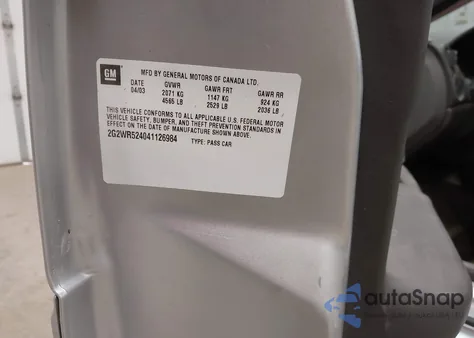 GM
MFD BY GENERAL MOTORS OF CANADA LTD.
DATE GVWR GAWR FRT GAWR RR
04/03 2071 KG 1147 KG 924 KG
4565 LB 2529 LB 2036 LB
THIS VEHICLE CONFORMS TO ALL APPLICABLE U.S. FEDERAL MOTOR
VEHICLE SAFETY, BUMPER, AND THEFT PREVENTION STANDARDS IN
EFFECT ON THE DATE OF MANUFACTURE SHOWN ABOVE.
2G2WR524041126984 TYPE: PASS CAR
autoSnap